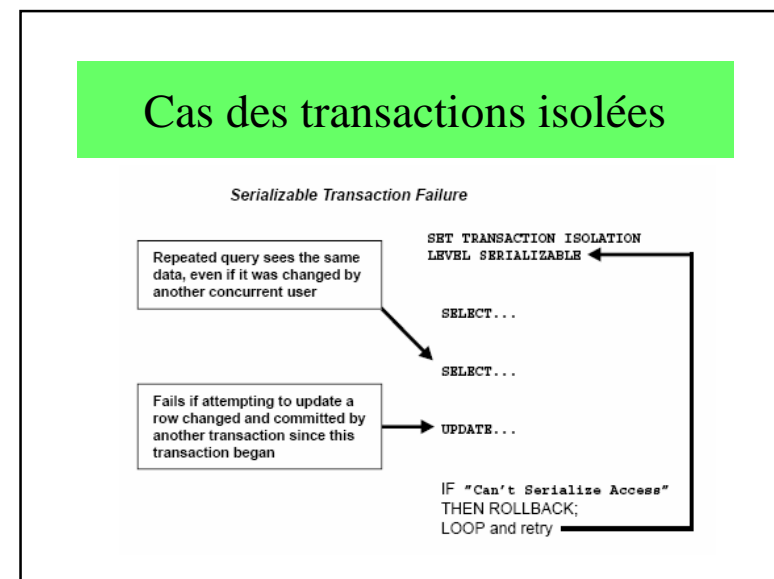 Cas des transactions isolées
Serializable Transaction Failure
SET TRANSACTION ISOLATION
LEVEL SERIALIZABLE
Repeated query sees the same
data, even if it was changed by
another concurrent user
SELECT...
SELECT...
Fails if attempting to update a
row changed and committed by
another transaction since this
transaction began
UPDATE...
IF "Can't Serialize Access"
THEN ROLLBACK;
LOOP and retry